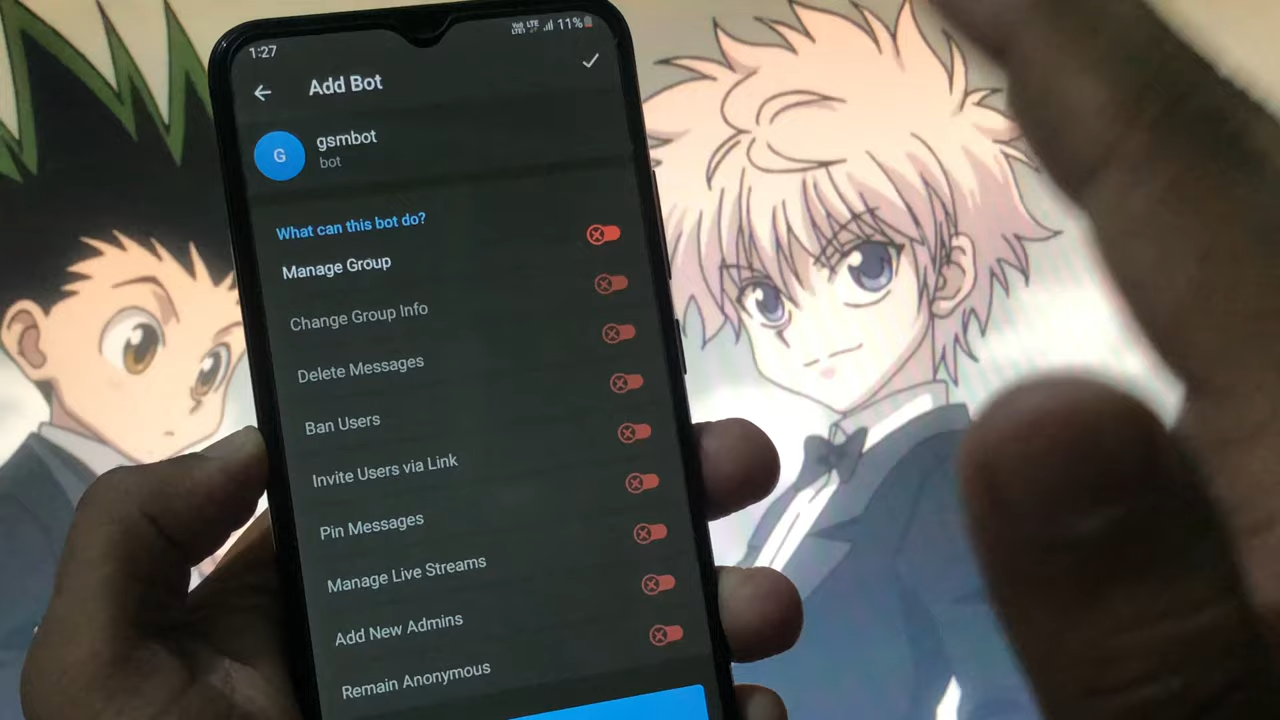 1:27
11%
Add Bot
G
gsmbot
bot
What can this bot do?
Manage Group
Change Group Info
Delete Messages
Ban Users
Invite Users via Link
Pin Messages
Manage Live Streams
Add New Admins
Remain Anonymous